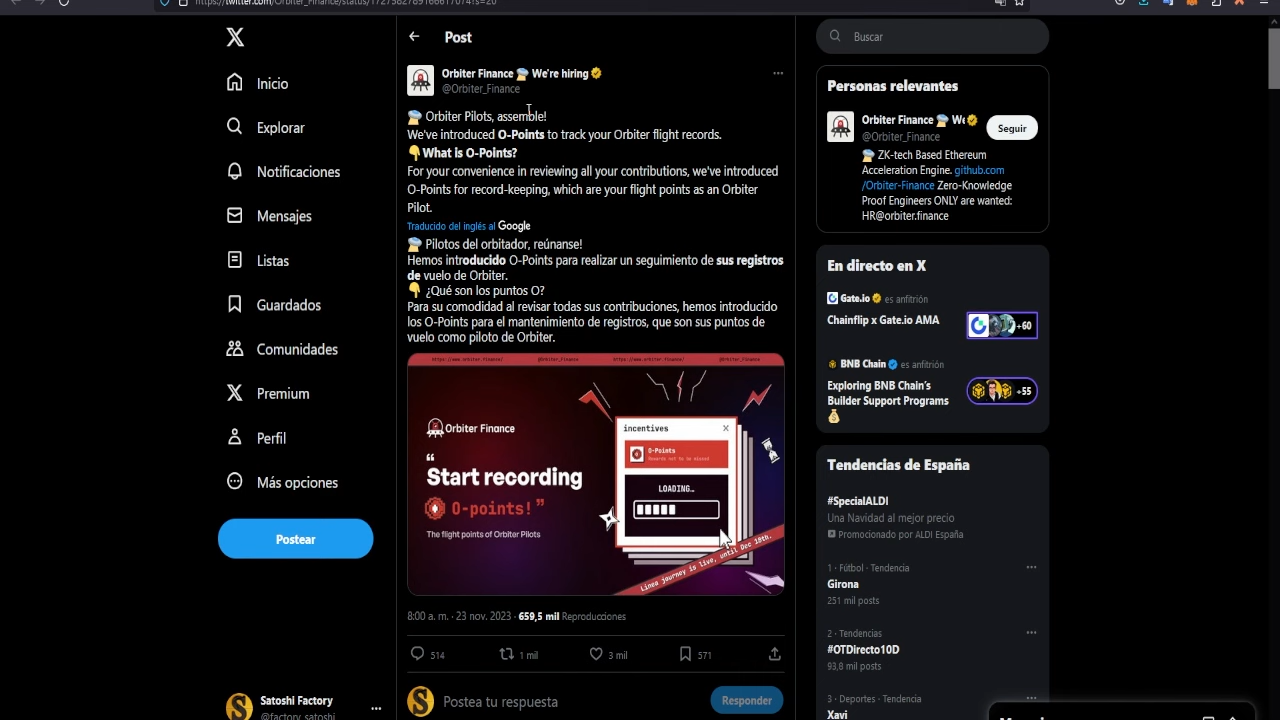 https://twitter.com/Orbiter_Finance/status/1727582789166617074?s=20
Inicio
Explorar
Notificaciones
Mensajes
Listas
Guardados
Comunidades
Premium
Perfil
Más opciones
Postear
Satoshi Factory
@factory_satoshi
Post
Orbiter Finance We're hiring
@Orbiter_Finance
Orbiter Pilots, assemble!
We've introduced O-Points to track your Orbiter flight records.
What is O-Points?
For your convenience in reviewing all your contributions, we've introduced
O-Points for record-keeping, which are your flight points as an Orbiter
Pilot.
Traducido del inglés al Google
Pilotos del orbitador, reúnanse!
Hemos introducido O-Points para realizar un seguimiento de sus registros
de vuelo de Orbiter.
¿Qué son los puntos O?
Para su comodidad al revisar todas sus contribuciones, hemos introducido
los O-Points para el mantenimiento de registros, que son sus puntos de
vuelo como piloto de Orbiter.
https://www.orbiter.finance/ @Orbiter_Finance https://www.orbiter.finance/ @Orbiter_Finance
Orbiter Finance
“
Start recording
O-points! ”
The flight points of Orbiter Pilots
incentives
O-Points
Records not to be missed
LOADING…
Linea journey is live, until Dec 10th.
8:00 a. m. · 23 nov. 2023 · 659,5 mil Reproducciones
514
1 mil
3 mil
571
Postea tu respuesta
Responder
Buscar
Personas relevantes
Orbiter Finance We
@Orbiter_Finance
Seguir
ZK-tech Based Ethereum
Acceleration Engine. github.com
/Orbiter-Finance Zero-Knowledge
Proof Engineers ONLY are wanted:
HR@orbiter.finance
En directo en X
Gate.io es anfitrión
Chainflip x Gate.io AMA
+60
BNB Chain es anfitrión
Exploring BNB Chain's
Builder Support Programs
+55
Tendencias de España
#SpecialALDI
Una Navidad al mejor precio
Promocionado por ALDI España
1 · Fútbol · Tendencia
Girona
251 mil posts
2 · Tendencias
#OTDirecto10D
93,8 mil posts
3 · Deportes · Tendencia
Xavi